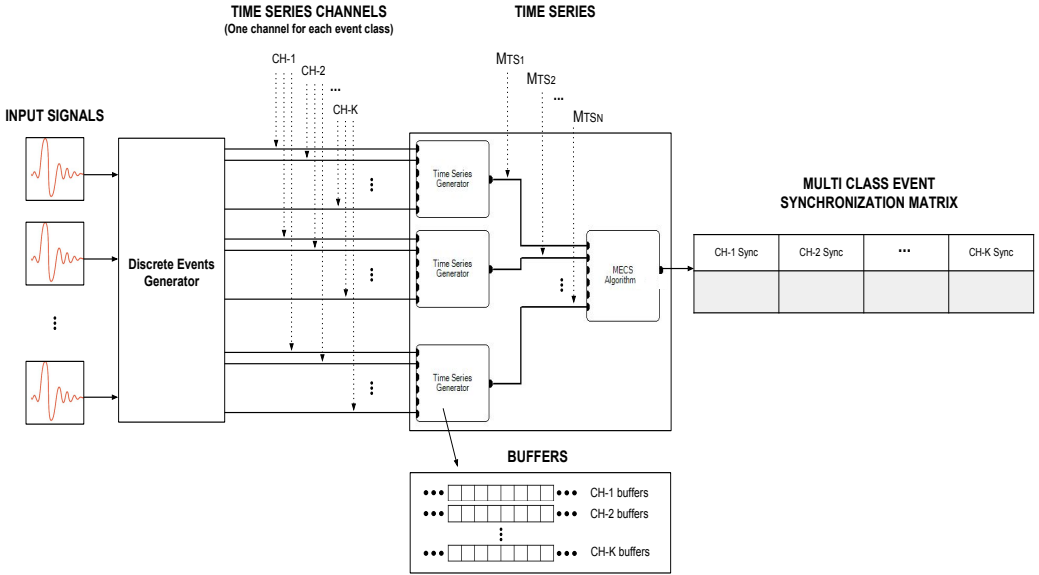 TIME SERIES CHANNELS
(One channel for each event class)
TIME SERIES
CH-1
CH-2
...
CH-K
MTS1
MTS2
...
MTSN
INPUT SIGNALS
Discrete Events
Generator
Time Series
Generator
Time Series
Generator
Time Series
Generator
MECS
Algorithm
MULTI CLASS EVENT
SYNCHRONIZATION MATRIX
CH-1 Sync
CH-2 Sync
...
CH-K Sync
BUFFERS
... ... CH-1 buffers
... ... CH-2 buffers
... ... CH-K buffers